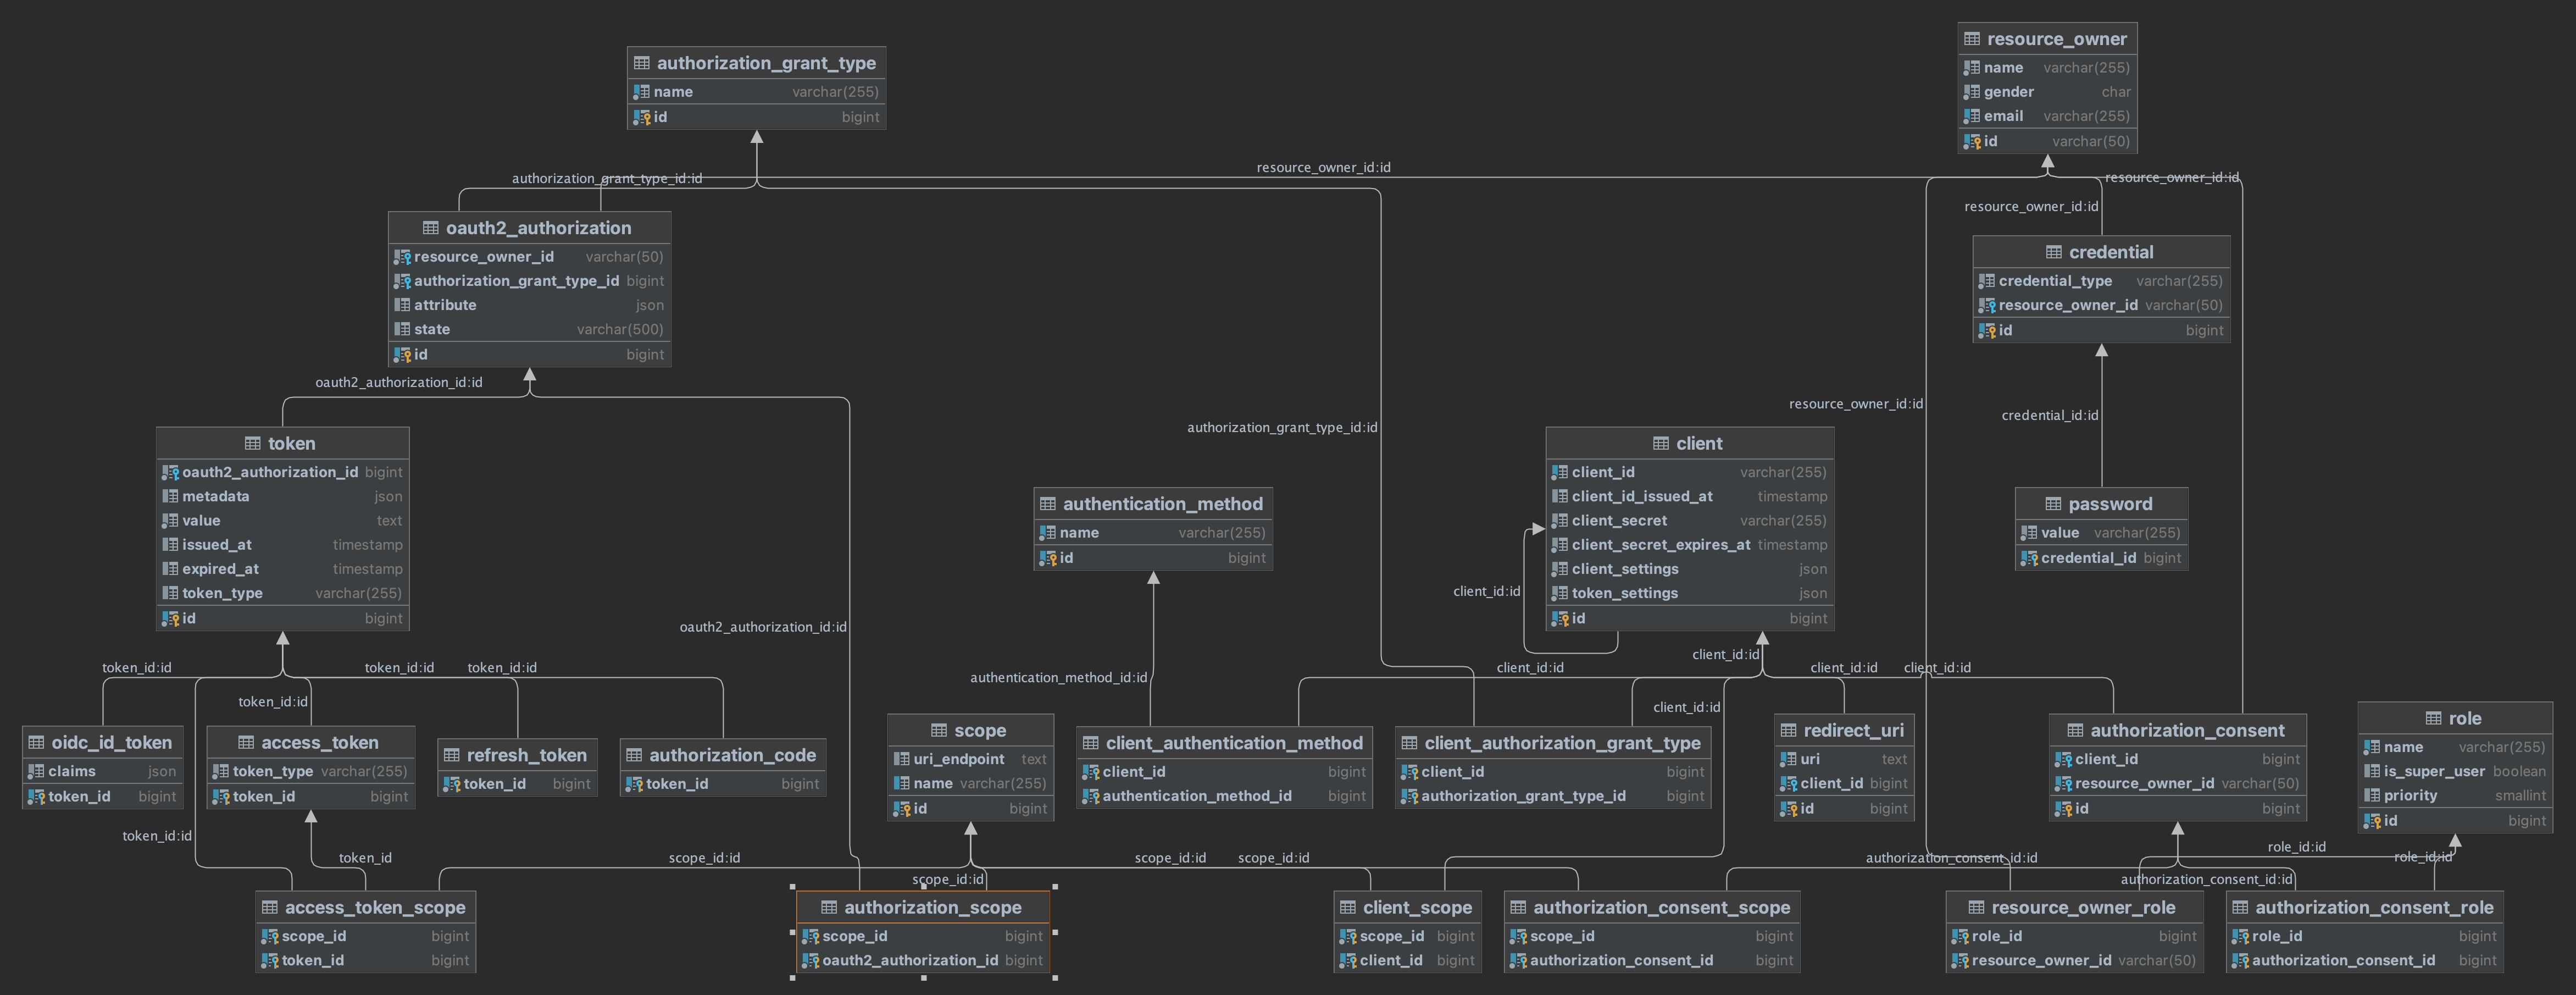 authorization_grant_type
name varchar(255)
id bigint
resource_owner
name varchar(255)
gender char
email varchar(255)
id varchar(50)
authorization_grant_type_id:id
resource_owner_id:id
resource_owner_id:id
resource_owner_id:id
oauth2_authorization
resource_owner_id varchar(50)
authorization_grant_type_id bigint
attribute json
state varchar(500)
id bigint
credential
credential_type varchar(255)
resource_owner_id varchar(50)
id bigint
oauth2_authorization_id:id
authorization_grant_type_id:id
resource_owner_id:id
credential_id:id
token
oauth2_authorization_id bigint
metadata json
value text
issued_at timestamp
expired_at timestamp
token_type varchar(255)
id bigint
authentication_method
name varchar(255)
id bigint
client
client_id varchar(255)
client_id_issued_at timestamp
client_secret varchar(255)
client_secret_expires_at timestamp
client_settings json
token_settings json
id bigint
client_id:id
password
value varchar(255)
credential_id bigint
oauth2_authorization_id:id
token_id:id
token_id:id
token_id:id
token_id:id
authentication_method_id:id
client_id:id
client_id:id
client_id:id
client_id:id
client_id:id
oidc_id_token
claims json
token_id bigint
access_token
token_type varchar(255)
token_id bigint
refresh_token
token_id bigint
authorization_code
token_id bigint
scope
uri_endpoint text
name varchar(255)
id bigint
client_authentication_method
client_id bigint
authentication_method_id bigint
client_authorization_grant_type
client_id bigint
authorization_grant_type_id bigint
redirect_uri
uri text
client_id bigint
id bigint
authorization_consent
client_id bigint
resource_owner_id varchar(50)
id bigint
role
name varchar(255)
is_super_user boolean
priority smallint
id bigint
token_id:id
token_id
scope_id:id
scope_id:id
scope_id:id
scope_id:id
authorization_consent_id:id
authorization_consent_id:id
role_id:id
role_id:id
access_token_scope
scope_id bigint
token_id bigint
authorization_scope
scope_id bigint
oauth2_authorization_id bigint
client_scope
scope_id bigint
client_id bigint
authorization_consent_scope
scope_id bigint
authorization_consent_id bigint
resource_owner_role
role_id bigint
resource_owner_id varchar(50)
authorization_consent_role
role_id bigint
authorization_consent_id bigint